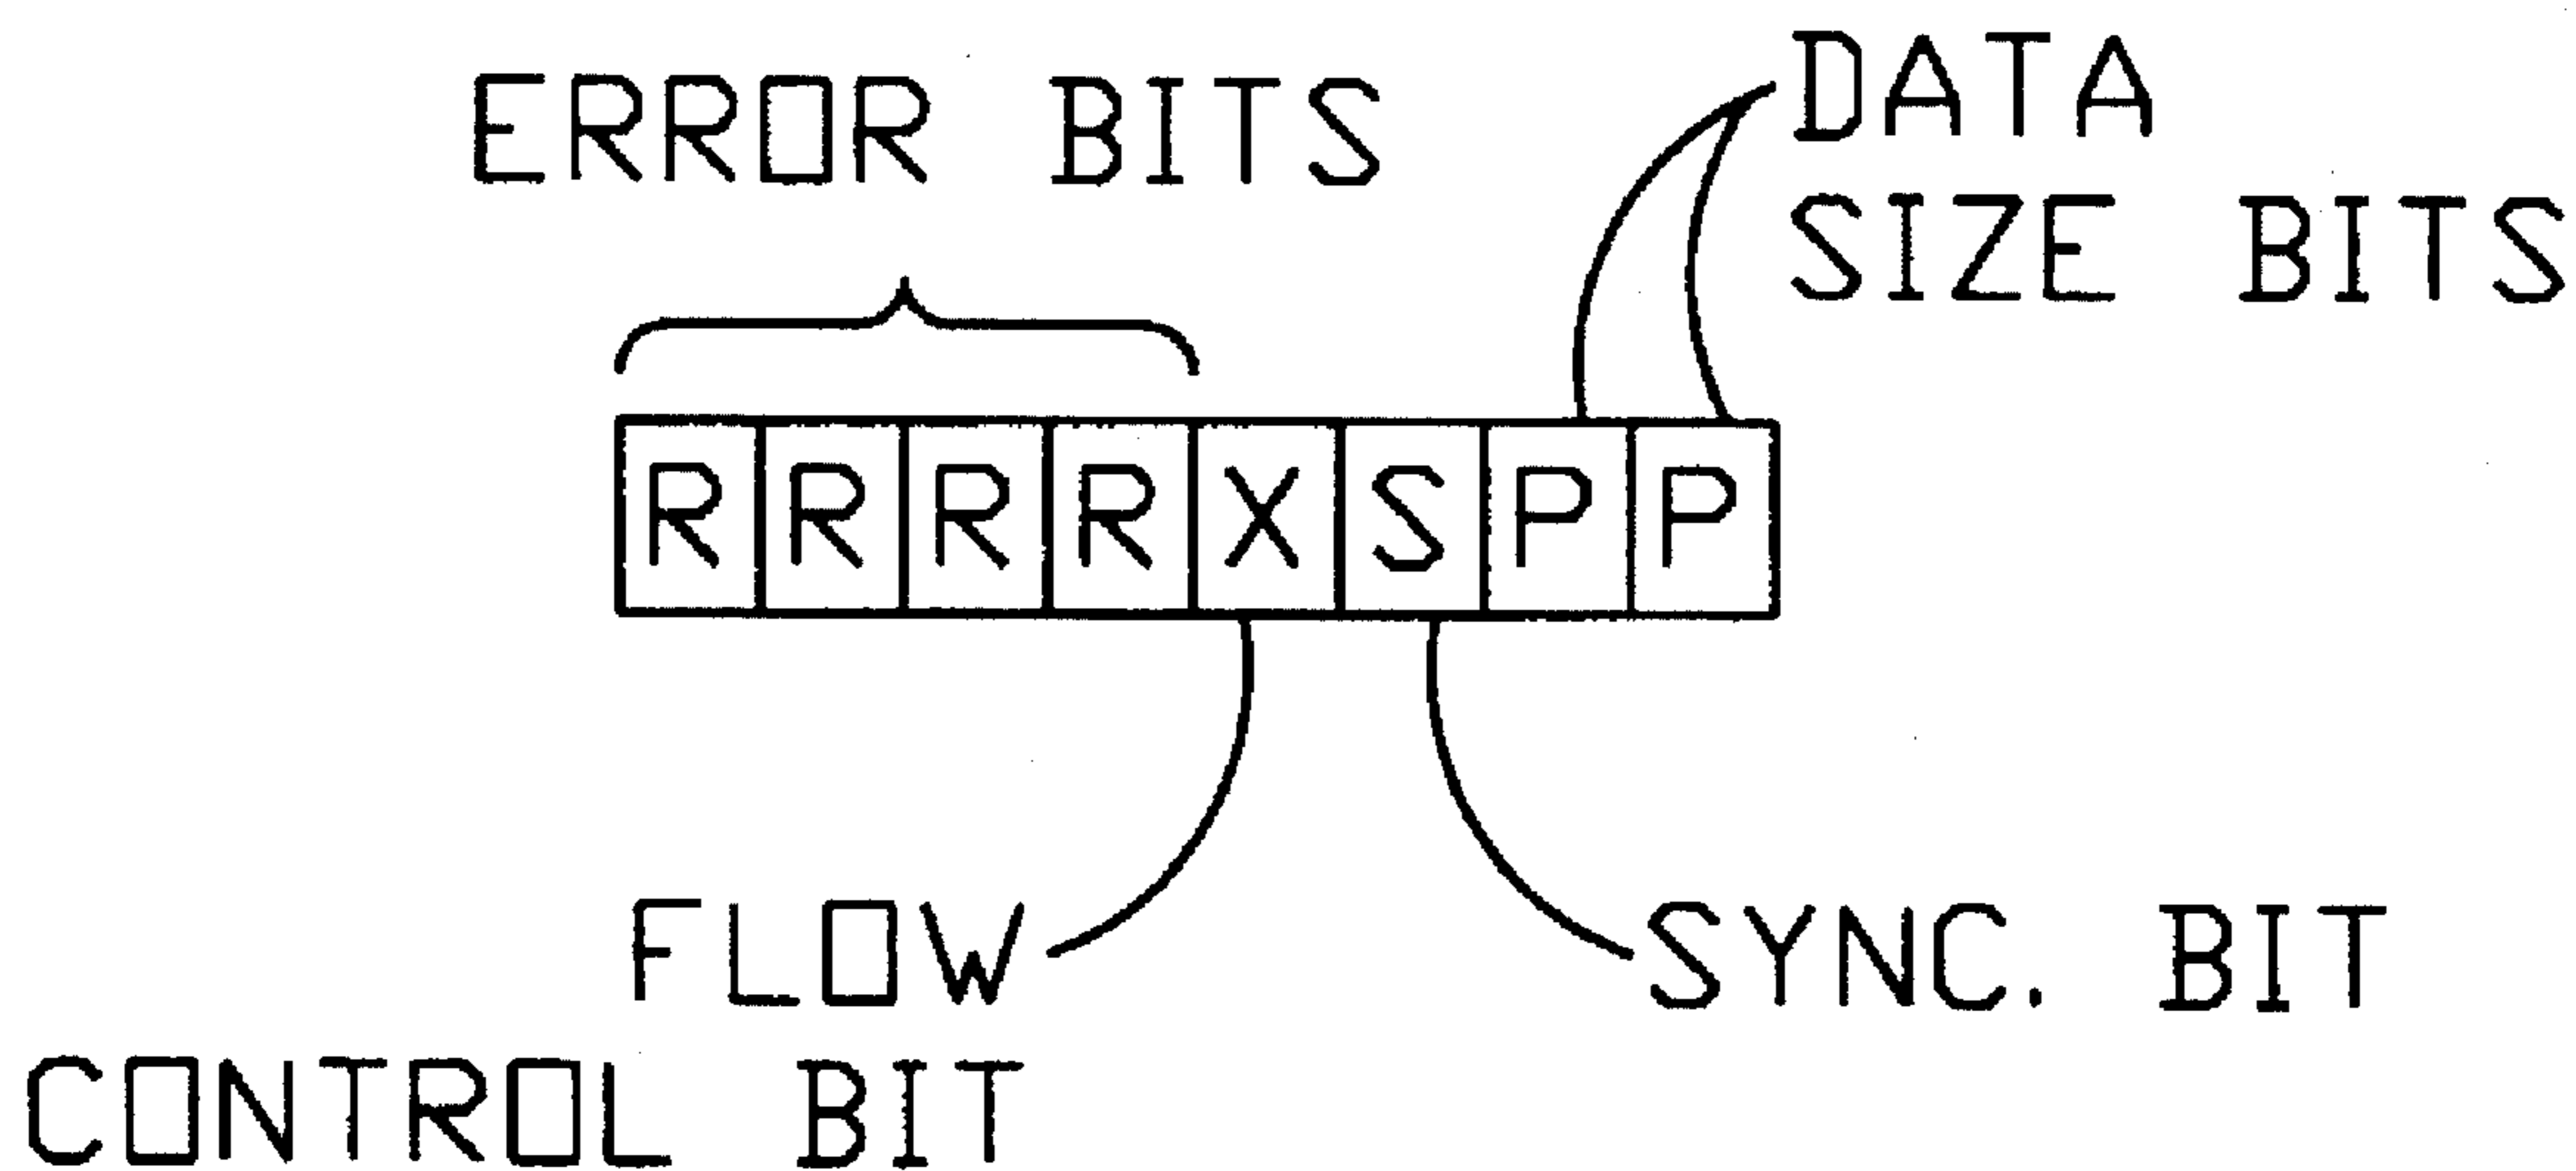 ERROR BITS
DATA
SIZE BITS
R R R R X S P P
FLOW
CONTROL BIT
SYNC. BIT